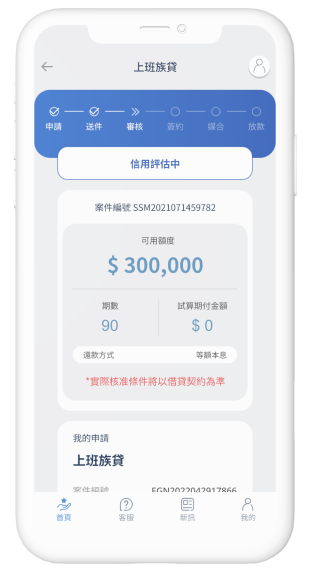 上班族貸
申請 送件 審核 簽約 媒合 放款
信用評估中
案件編號 SSM2021071459782
可用額度
$ 300,000
期數 試算期付金額
90 $ 0
還款方式 等額本息
*實際核准條件將以借貸契約為準
我的申請
上班族貸
案件編號 FGN2022042917866
首頁 客服 新訊 我的